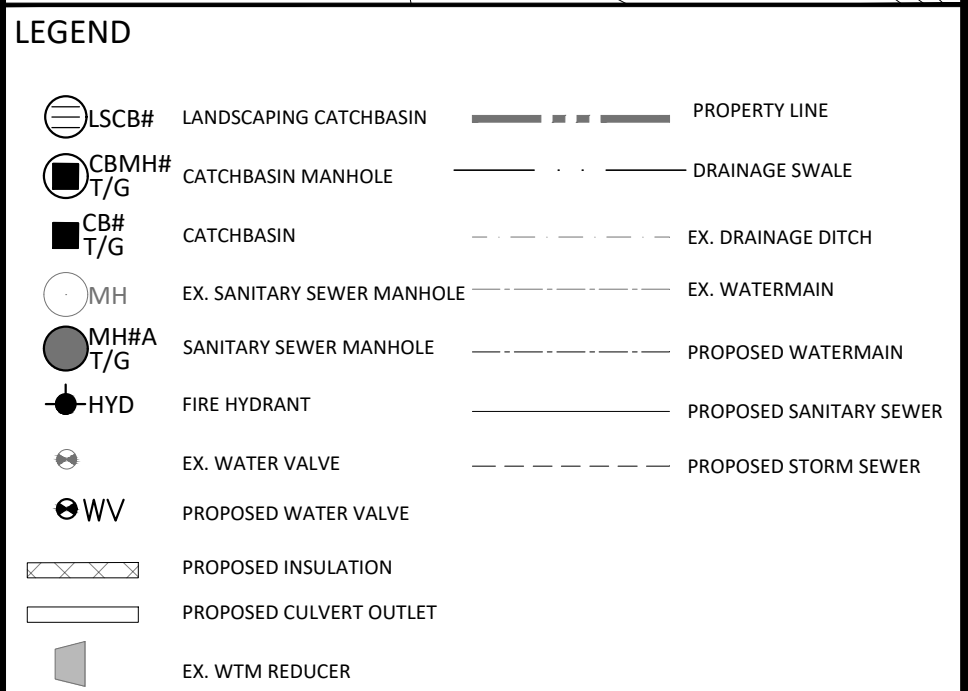 LEGEND
LSCB# LANDSCAPING CATCHBASIN
CBMH#
T/G CATCHBASIN MANHOLE
CB#
T/G CATCHBASIN
MH EX. SANITARY SEWER MANHOLE
MH#A
T/G SANITARY SEWER MANHOLE
HYD FIRE HYDRANT
EX. WATER VALVE
WV PROPOSED WATER VALVE
PROPOSED INSULATION
PROPOSED CULVERT OUTLET
EX. WTM REDUCER
PROPERTY LINE
DRAINAGE SWALE
EX. DRAINAGE DITCH
EX. WATERMAIN
PROPOSED WATERMAIN
PROPOSED SANITARY SEWER
PROPOSED STORM SEWER